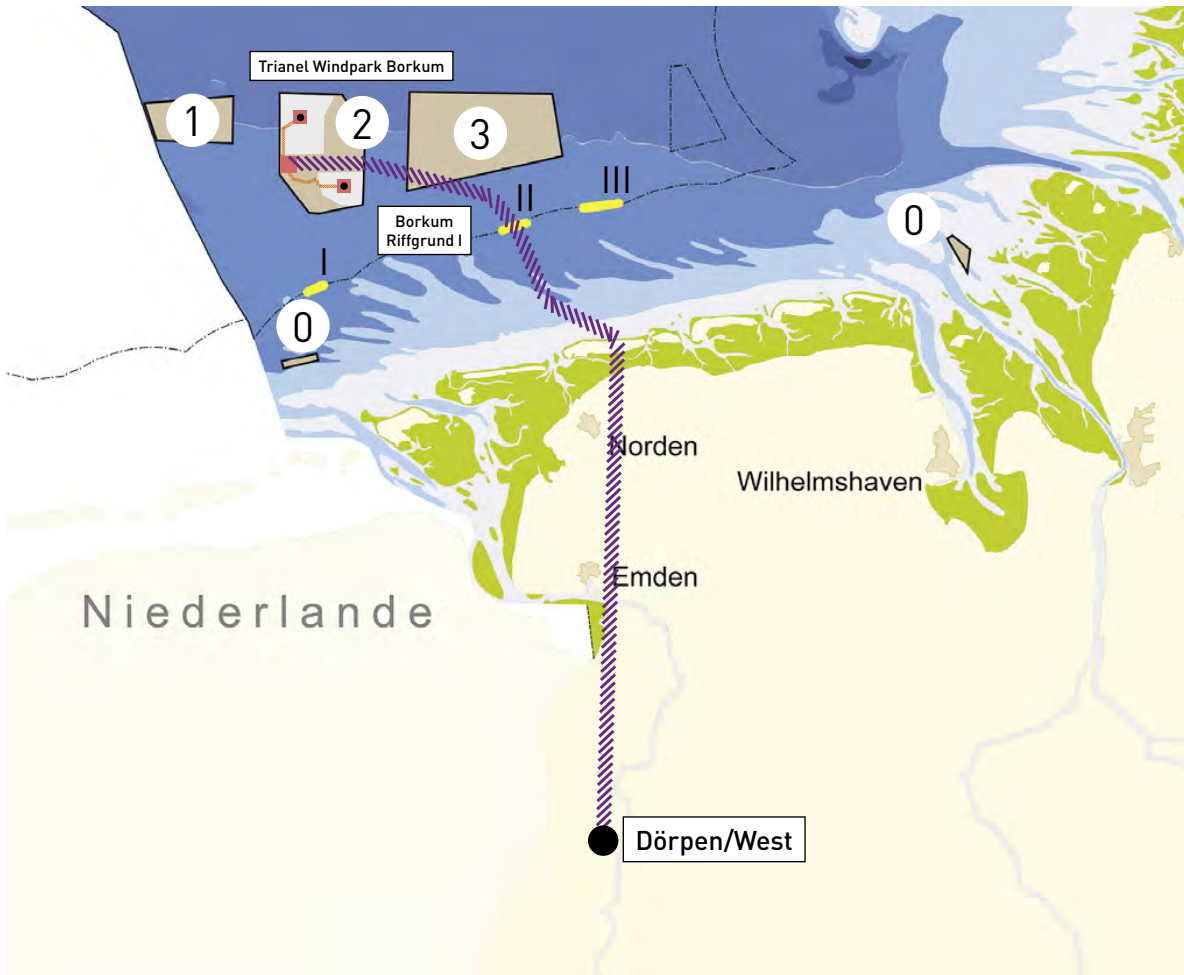 Trianel Windpark Borkum
1
2
3
III
II
Borkum
Riffgrund I
0
I
0
Norden
Wilhelmshaven
Emden
Niederlande
Dörpen/West